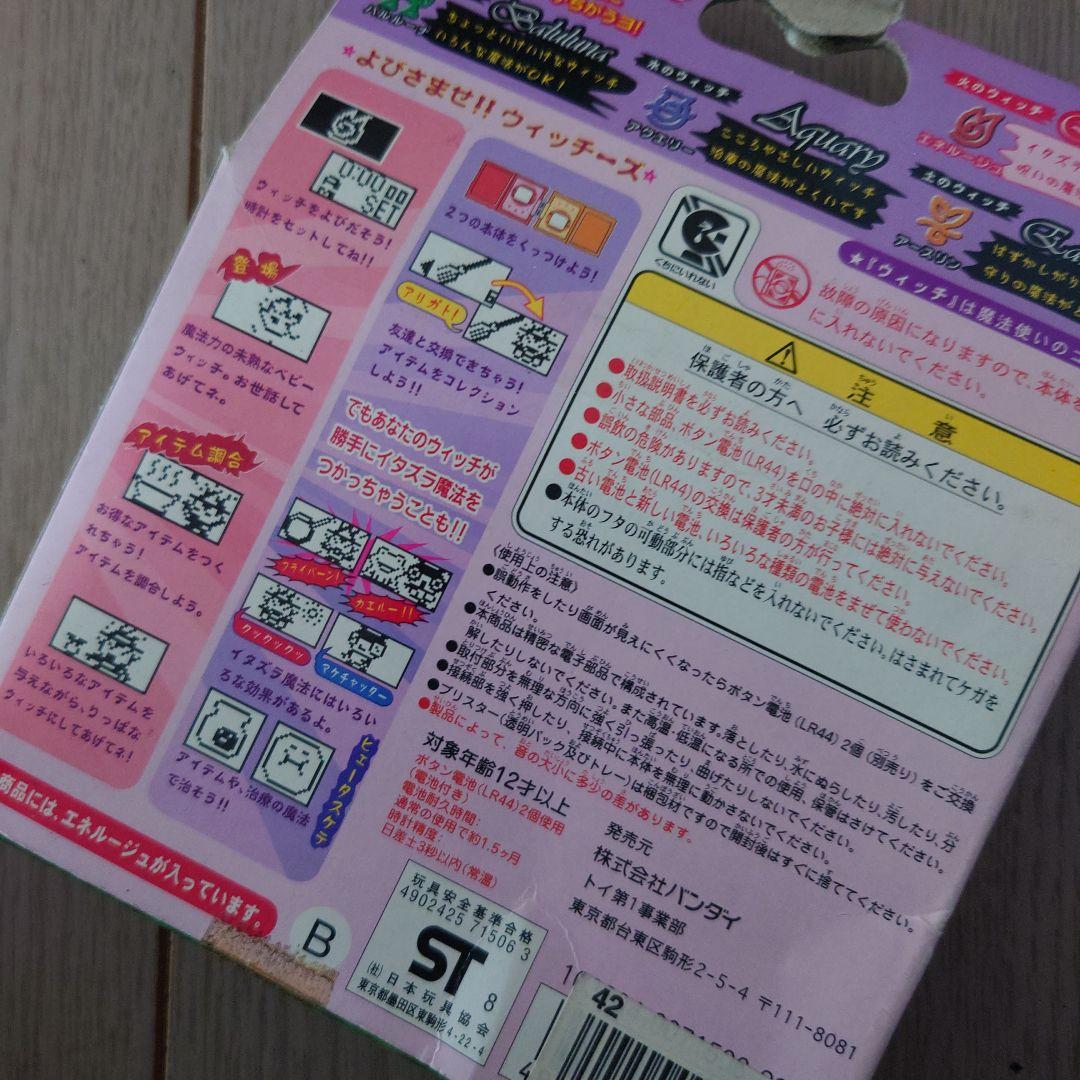 がうヨ!
バルルーナ
Baluluna
ちょっといけいけなウィッチ
いろんな魔法がOK!
水のウィッチ
アクエリー
Aquary
こころやさしいウィッチ
治療の魔法がとくいです
火のウィッチ
エネルージュ
イタズラ
呪いの魔
土のウィッチ
アースリン
はずかしがり
守りの魔法が
★『ウィッチ』は魔法使いの
★よびさませ!!ウィッチーズ★
0:00 00
A SET
ウィッチをよびだそう!
時計をセットしてね!!
登場
魔法力の未熟なベビー
ウィッチ。お世話して
あげてネ。
アイテム調合
お得なアイテムをつく
れちゃう!
アイテムを調合しよう。
いろいろなアイテムを
与えながら、りっぱな
ウィッチにしてあげてネ!
2つの本体をくっつけよう!
アリガト!
友達と交換できちゃう!
アイテムをコレクション
しよう!!
でもあなたのウィッチが
勝手にイタズラ魔法を
つかっちゃうことも!!
フライパーン!
カエルー!!
クックックッ
マケチャッター
イタズラ魔法にはいろい
ろな効果があるよ。
ヒェータスケテ
アイテムや、治療の魔法
で治そう!!
商品には、エネルージュが入っています。
B
くちにいれない
故障の原因になりますので、本体を
に入れないでください。
注意
保護者の方へ 必ずお読みください。
●取扱説明書を必ずお読みください。
●小さな部品、ボタン電池(LR44)を口の中に絶対に入れないでください。
●誤飲の危険がありますので、3才未満のお子様には絶対に与えないでください。
●ボタン電池(LR44)の交換は保護者の方が行ってください。
●古い電池と新しい電池、いろいろな種類の電池をまぜて使わないでください。
●本体のフタの可動部分には指などを入れないでください。はさまれてケガを
する恐れがあります。
〈使用上の注意〉
●誤動作をしたり画面が見えにくくなったらボタン電池(LR44)2個(別売り)をご交換
ください。
●本商品は精密な電子部品で構成されています。落としたり、水にぬらしたり、汚したり、分
解したりしないでください。また高温、低温になる所での使用、保管はさけてください。
●取付部分を無理な方向に強く引っ張ったり、曲げたりしないでください。
●接続部を強く押したり、接続中に本体を無理に動かさないでください。
●ブリスター(透明パック及びトレー)は梱包材ですので開封後はすぐに捨ててください。
●製品によって、音の大小に多少の差があります。
対象年齢12才以上
ボタン電池(LR44)2個使用
(電池付き)
電池耐久時間:
通常の使用で約1.5ヶ月
時計精度:
日差±3秒以内(常温)
発売元
株式会社バンダイ
トイ第1事業部
東京都台東区駒形2-5-4 〒111-8081
玩具安全基準合格
4902425 71506 3
ST
8
(社)日本玩具協会
東京都墨田区東駒形4-22-4
42